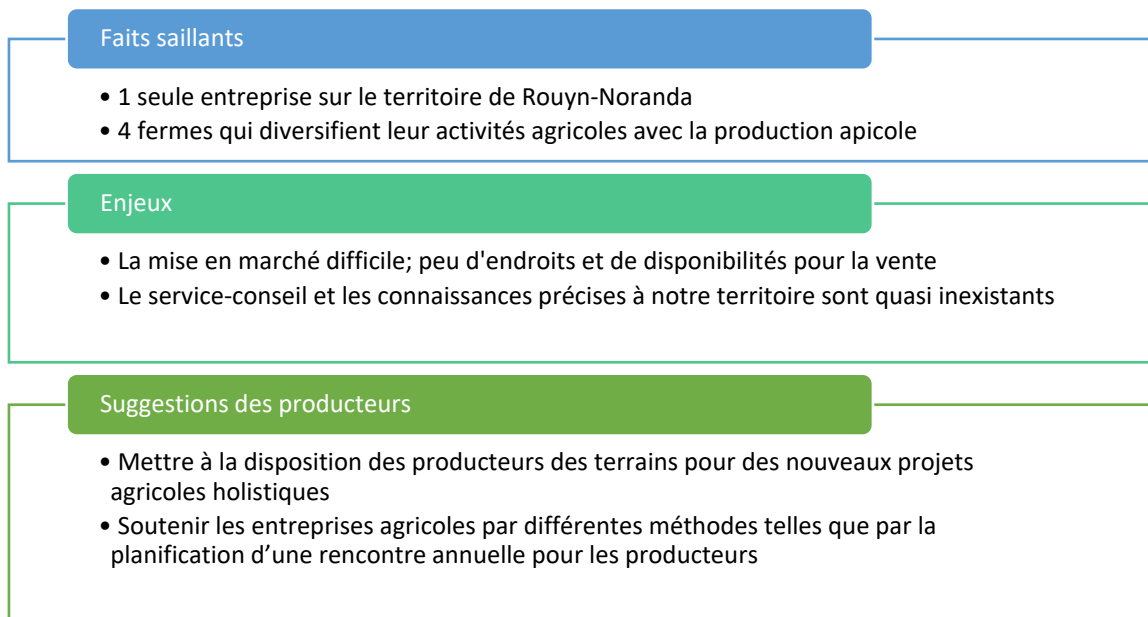 Faits saillants
• 1 seule entreprise sur le territoire de Rouyn-Noranda
• 4 fermes qui diversifient leur activités agricoles avec la production apicole
Enjeux
• La mise en marché difficile; peu d'endroits et de disponibilités pour la vente
• Le service-conseil et les connaissances précises à notre territoire sont quasi inexistants
Suggestions des producteurs
• Mettre à la disposition des producteurs des terrains pour des nouveaux projets
agricoles holistiques
• Soutenir les entreprises agricoles par différentes méthodes telles que par la
planification d’une rencontre annuelle pour les producteurs